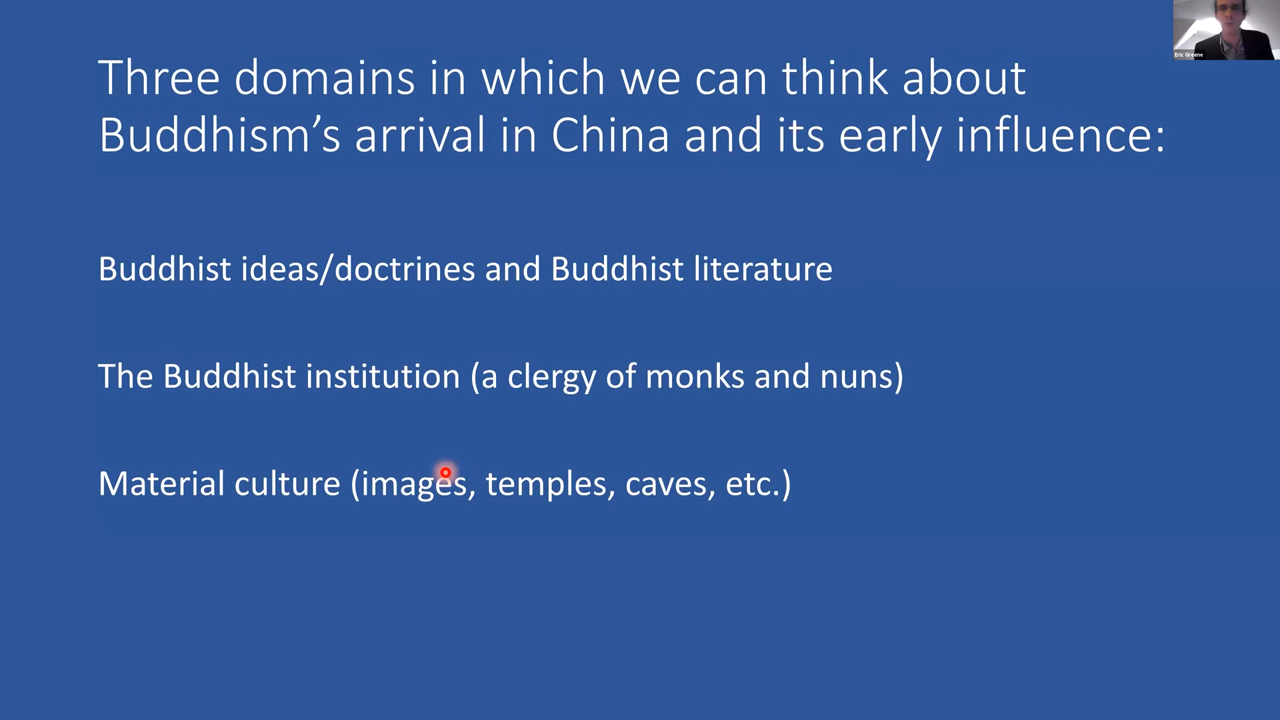 Eric Greene
Three domains in which we can think about
Buddhism’s arrival in China and its early influence:
Buddhist ideas/doctrines and Buddhist literature
The Buddhist institution (a clergy of monks and nuns)
Material culture (images, temples, caves, etc.)